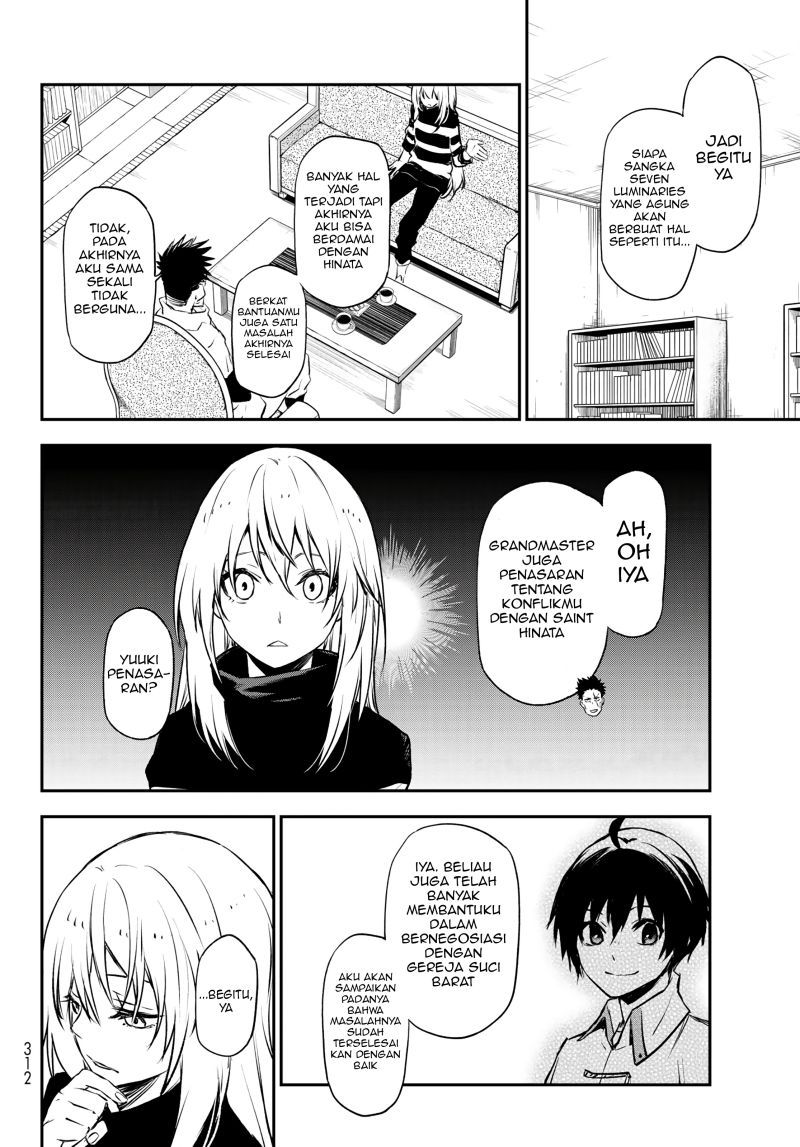 JADI
BEGITU
YA
SIAPA
SANGKA
SEVEN
LUMINARIES
YANG AGUNG
AKAN
BERBUAT HAL
SEPERTI ITU...
BANYAK HAL
YANG
TERJADI TAPI
AKHIRNYA
AKU BISA
BERDAMAI
DENGAN
HINATA
BERKAT
BANTUANMU
JUGA SATU
MASALAH
AKHIRNYA
SELESAI
TIDAK,
PADA
AKHIRNYA
AKU SAMA
SEKALI
TIDAK
BERGUNA...
AH,
OH
IYA
GRANDMASTER
JUGA
PENASARAN
TENTANG
KONFLIKMU
DENGAN SAINT
HINATA
YUUKI
PENASA-
RAN?
IYA. BELIAU
JUGA TELAH
BANYAK
MEMBANTUKU
DALAM
BERNEGOSIASI
DENGAN
GEREJA SUCI
BARAT
AKU AKAN
SAMPAIKAN
PADANYA
BAHWA
MASALAHNYA
SUDAH
TERSELESAI
KAN DENGAN
BAIK
...BEGITU,
YA
312